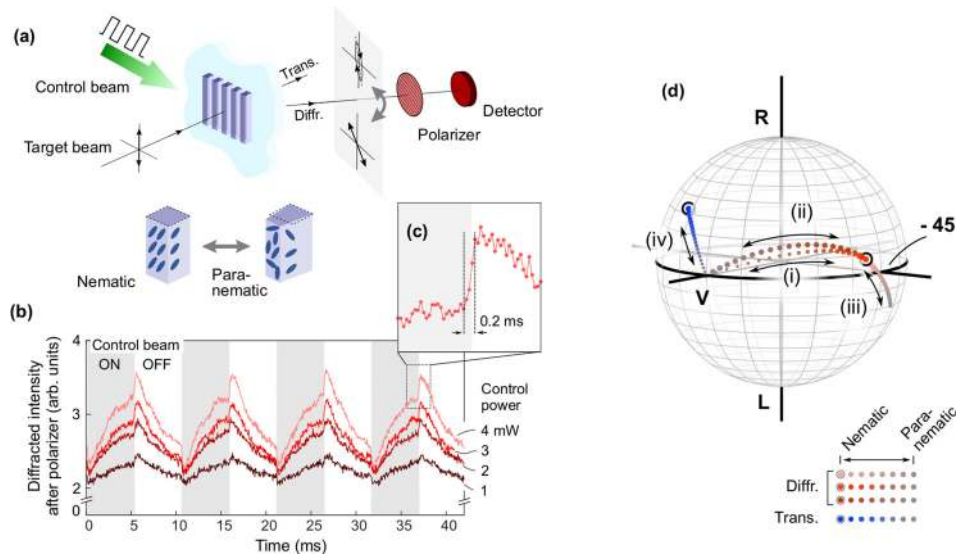 (a)
Control beam
Target beam
Trans.
Diffr.
Polarizer
Detector
Nematic
Para-
nematic
(b)
Diffracted intensity
after polarizer (arb. units)
4
3
2
0
Control beam
ON OFF
Control
power
4 mW
3
2
1
0 5 10 15 20 25 30 35 40
Time (ms)
(c)
0.2 ms
(d)
R
- 45
(ii)
(iv)
(i)
V
(iii)
L
Nematic
Para-
nematic
Diffr.
Trans.